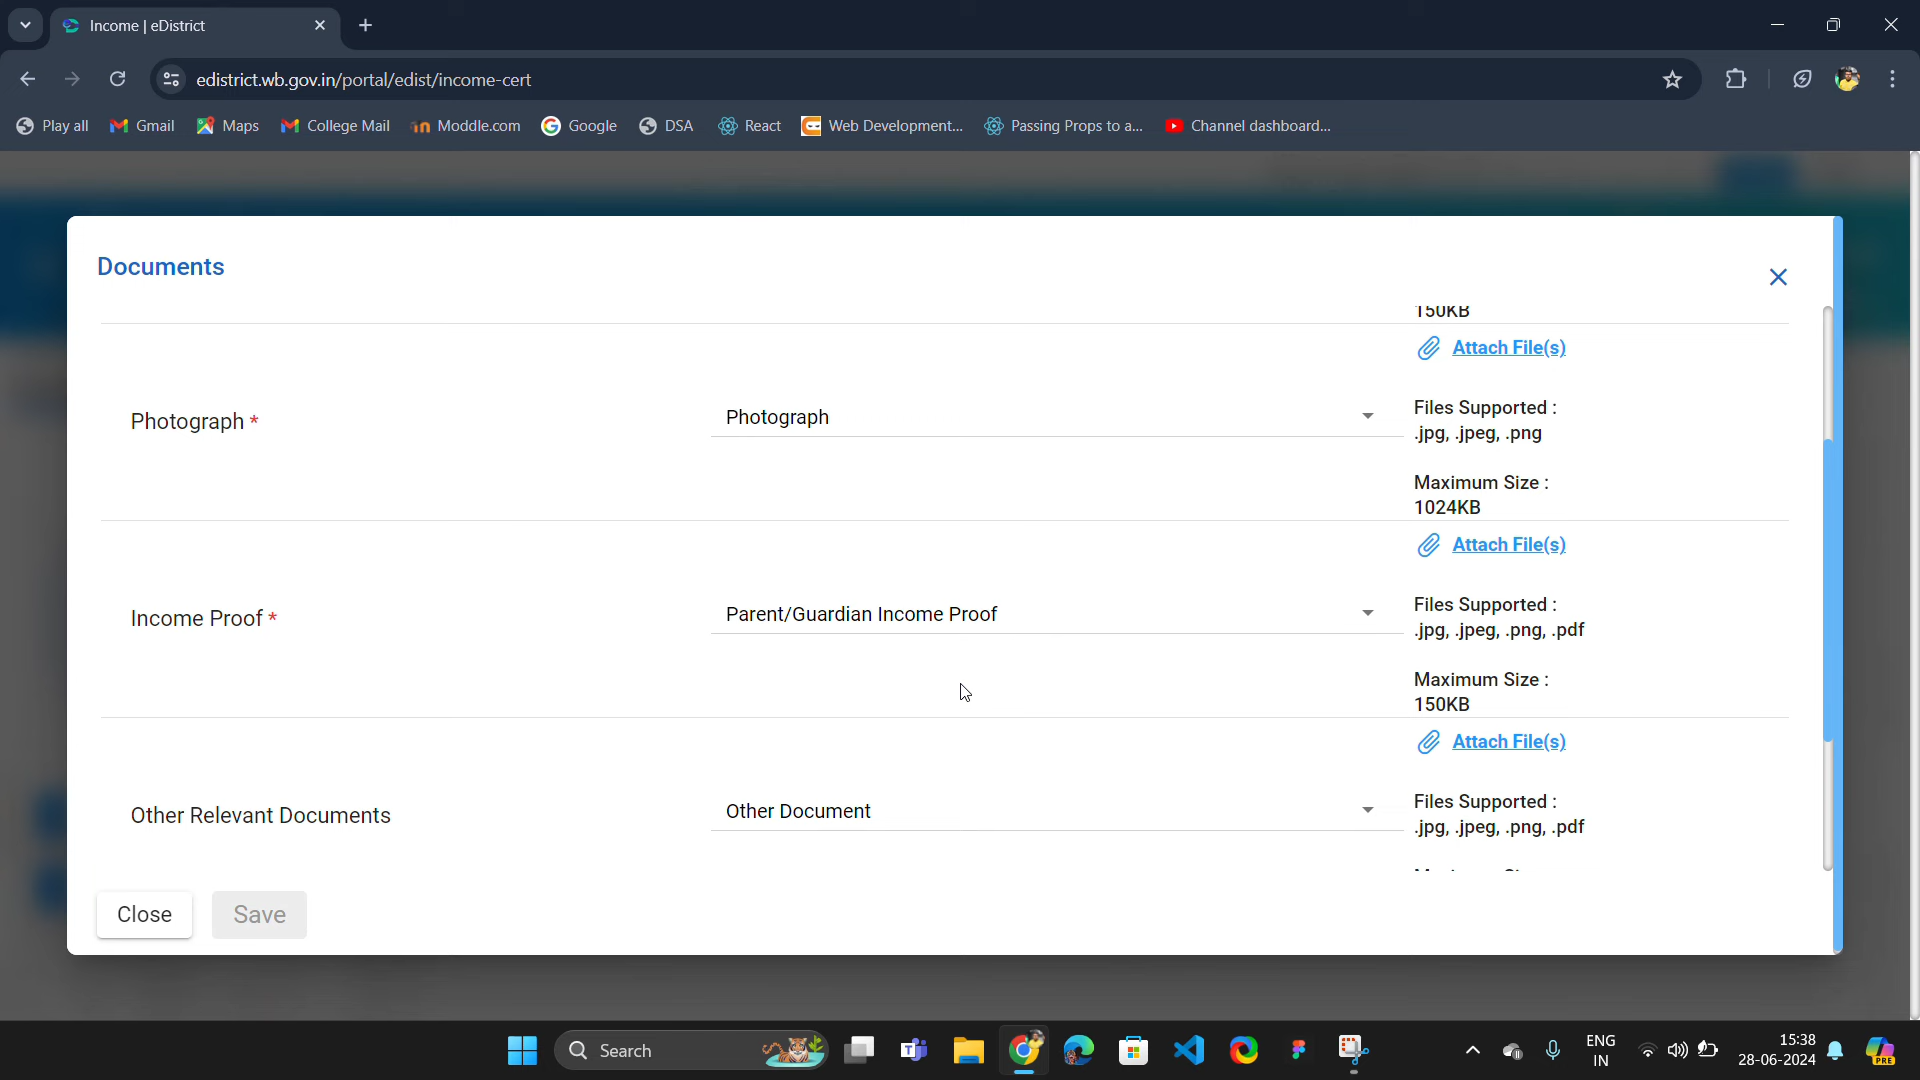 Income | eDistrict
edistrict.wb.gov.in/portal/edist/income-cert
Play all Gmail Maps College Mail Moddle.com Google DSA React Web Development... Passing Props to a... Channel dashboard...
Documents
150KB
Attach File(s)
Photograph *
Photograph
Files Supported :
.jpg, .jpeg, .png
Maximum Size :
1024KB
Attach File(s)
Income Proof *
Parent/Guardian Income Proof
Files Supported :
.jpg, .jpeg, .png, .pdf
Maximum Size :
150KB
Attach File(s)
Other Relevant Documents
Other Document
Files Supported :
.jpg, .jpeg, .png, .pdf
Close Save
Search
ENG
IN
15:38
28-06-2024
PRE